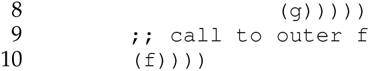 8 (g)))))
9 ;; call to outer f
10 (f))))